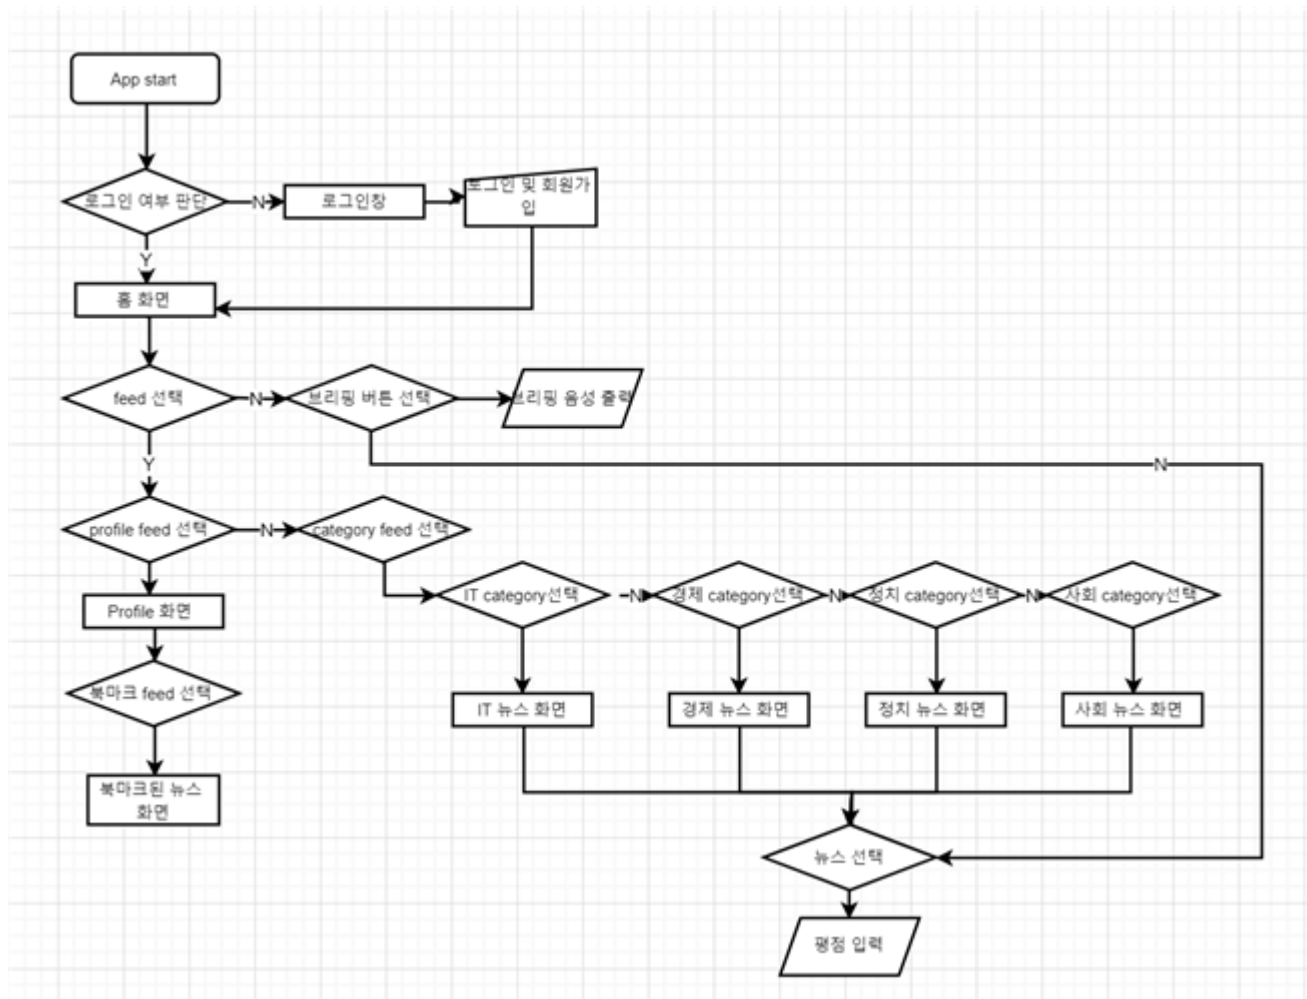 App start
로그인 여부 판단
N
로그인창
로그인 및 회원가
입
Y
홈 화면
feed 선택
N
브리핑 버튼 선택
브리핑 음성 출력
Y
N
profile feed 선택
N
category feed 선택
IT category선택
N
경제 category선택
N
정치 category선택
N
사회 category선택
Profile 화면
북마크 feed 선택
IT 뉴스 화면
경제 뉴스 화면
정치 뉴스 화면
사회 뉴스 화면
북마크된 뉴스
화면
뉴스 선택
평점 입력